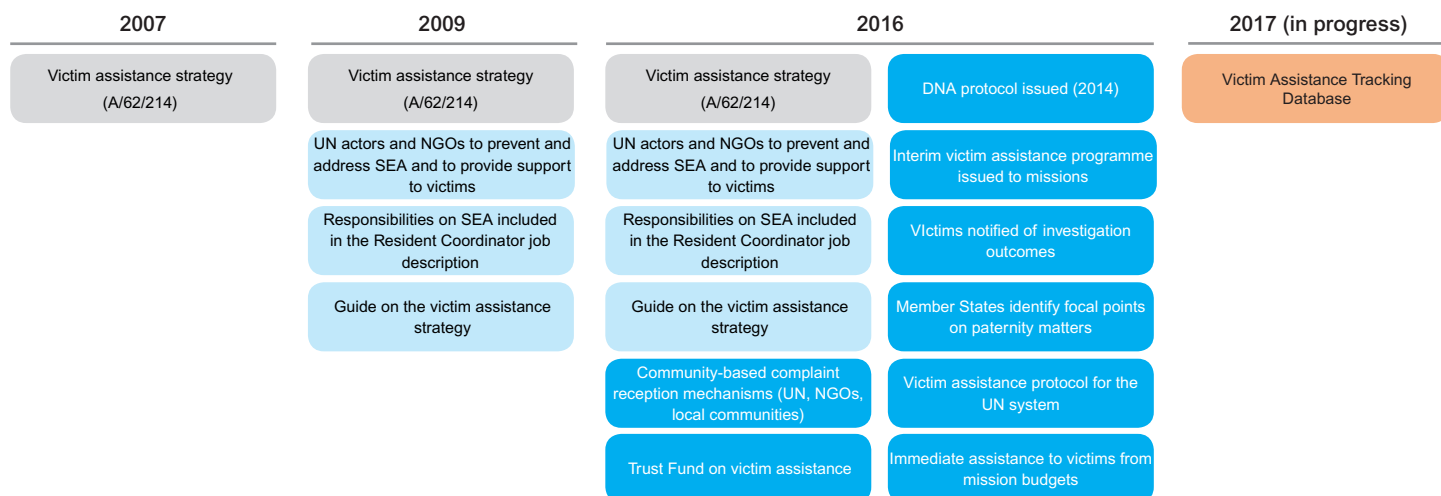 2007
Victim assistance strategy
(A/62/214)
2009
Victim assistance strategy
(A/62/214)
UN actors and NGOs to prevent and
address SEA and to provide support
to victims
Responsibilities on SEA included
in the Resident Coordinator job
description
Guide on the victim assistance
strategy
2016
Victim assistance strategy
(A/62/214)
UN actors and NGOs to prevent and
address SEA and to provide support
to victims
Responsibilities on SEA included
in the Resident Coordinator job
description
Guide on the victim assistance
strategy
Community-based complaint
reception mechanisms (UN, NGOs,
local communities)
Trust Fund on victim assistance
DNA protocol issued (2014)
Interim victim assistance programme
issued to missions
VIctims notified of investigation
outcomes
Member States identify focal points
on paternity matters
Victim assistance protocol for the
UN system
Immediate assistance to victims from
mission budgets
2017 (in progress)
Victim Assistance Tracking
Database